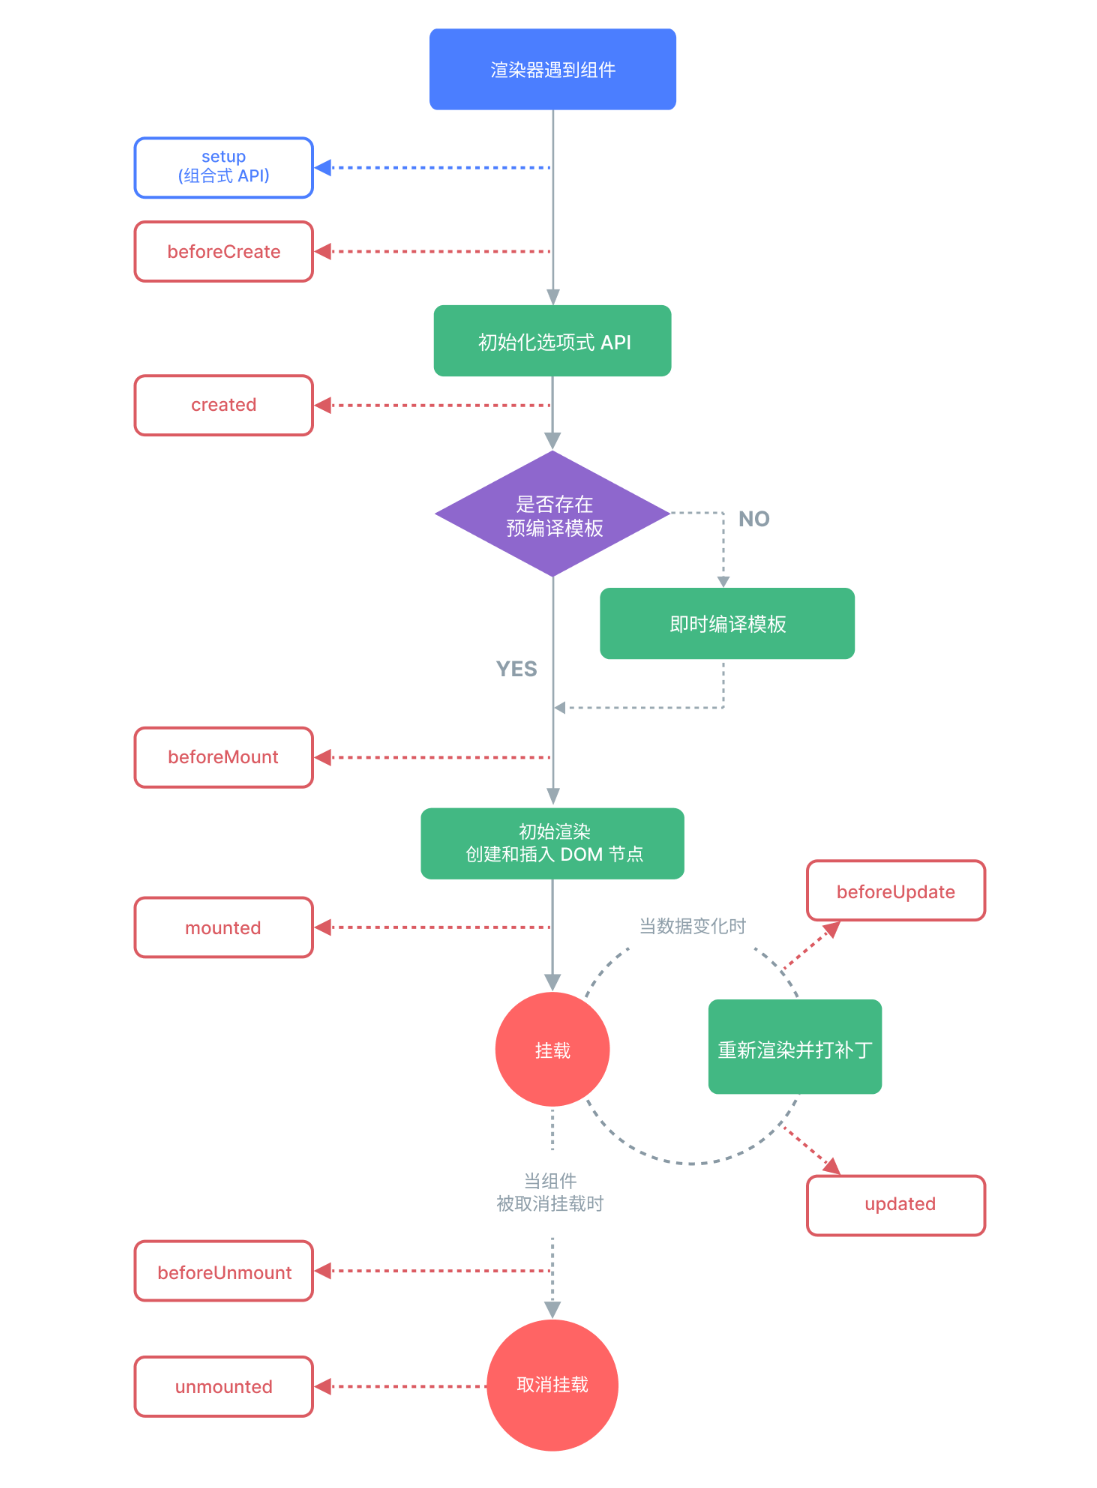 渲染器遇到组件
setup
(组合式 API)
beforeCreate
初始化选项式 API
created
是否存在
预编译模板
NO
即时编译模板
YES
beforeMount
初始渲染
创建和插入 DOM 节点
beforeUpdate
mounted
当数据变化时
挂载
重新渲染并打补丁
当组件
被取消挂载时
updated
beforeUnmount
取消挂载
unmounted